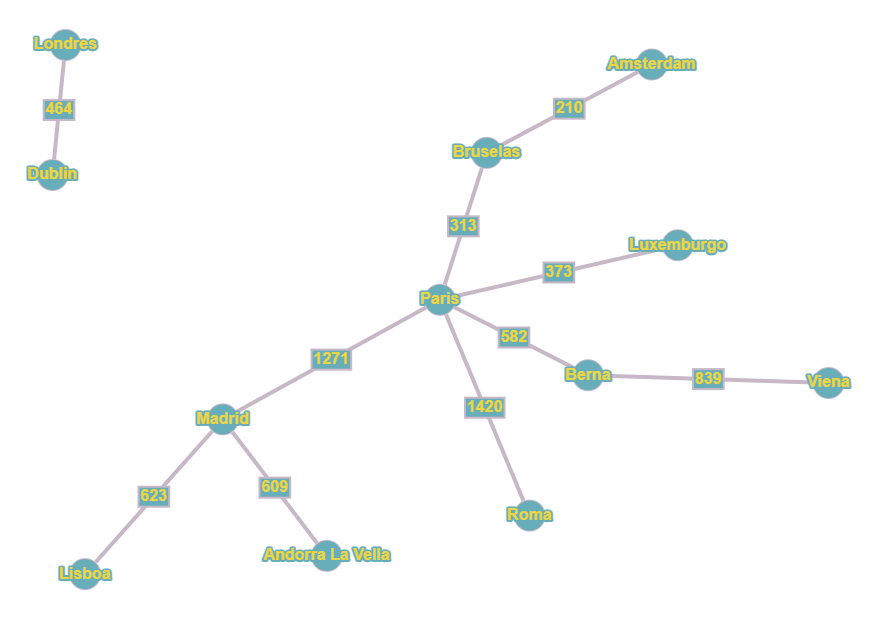 Londres
Amsterdam
464
210
Bruselas
Dublin
313
Luxemburgo
373
Paris
582
1271
Berna
839
Viena
1420
Madrid
609
623
Roma
Andorra La Vella
Lisboa